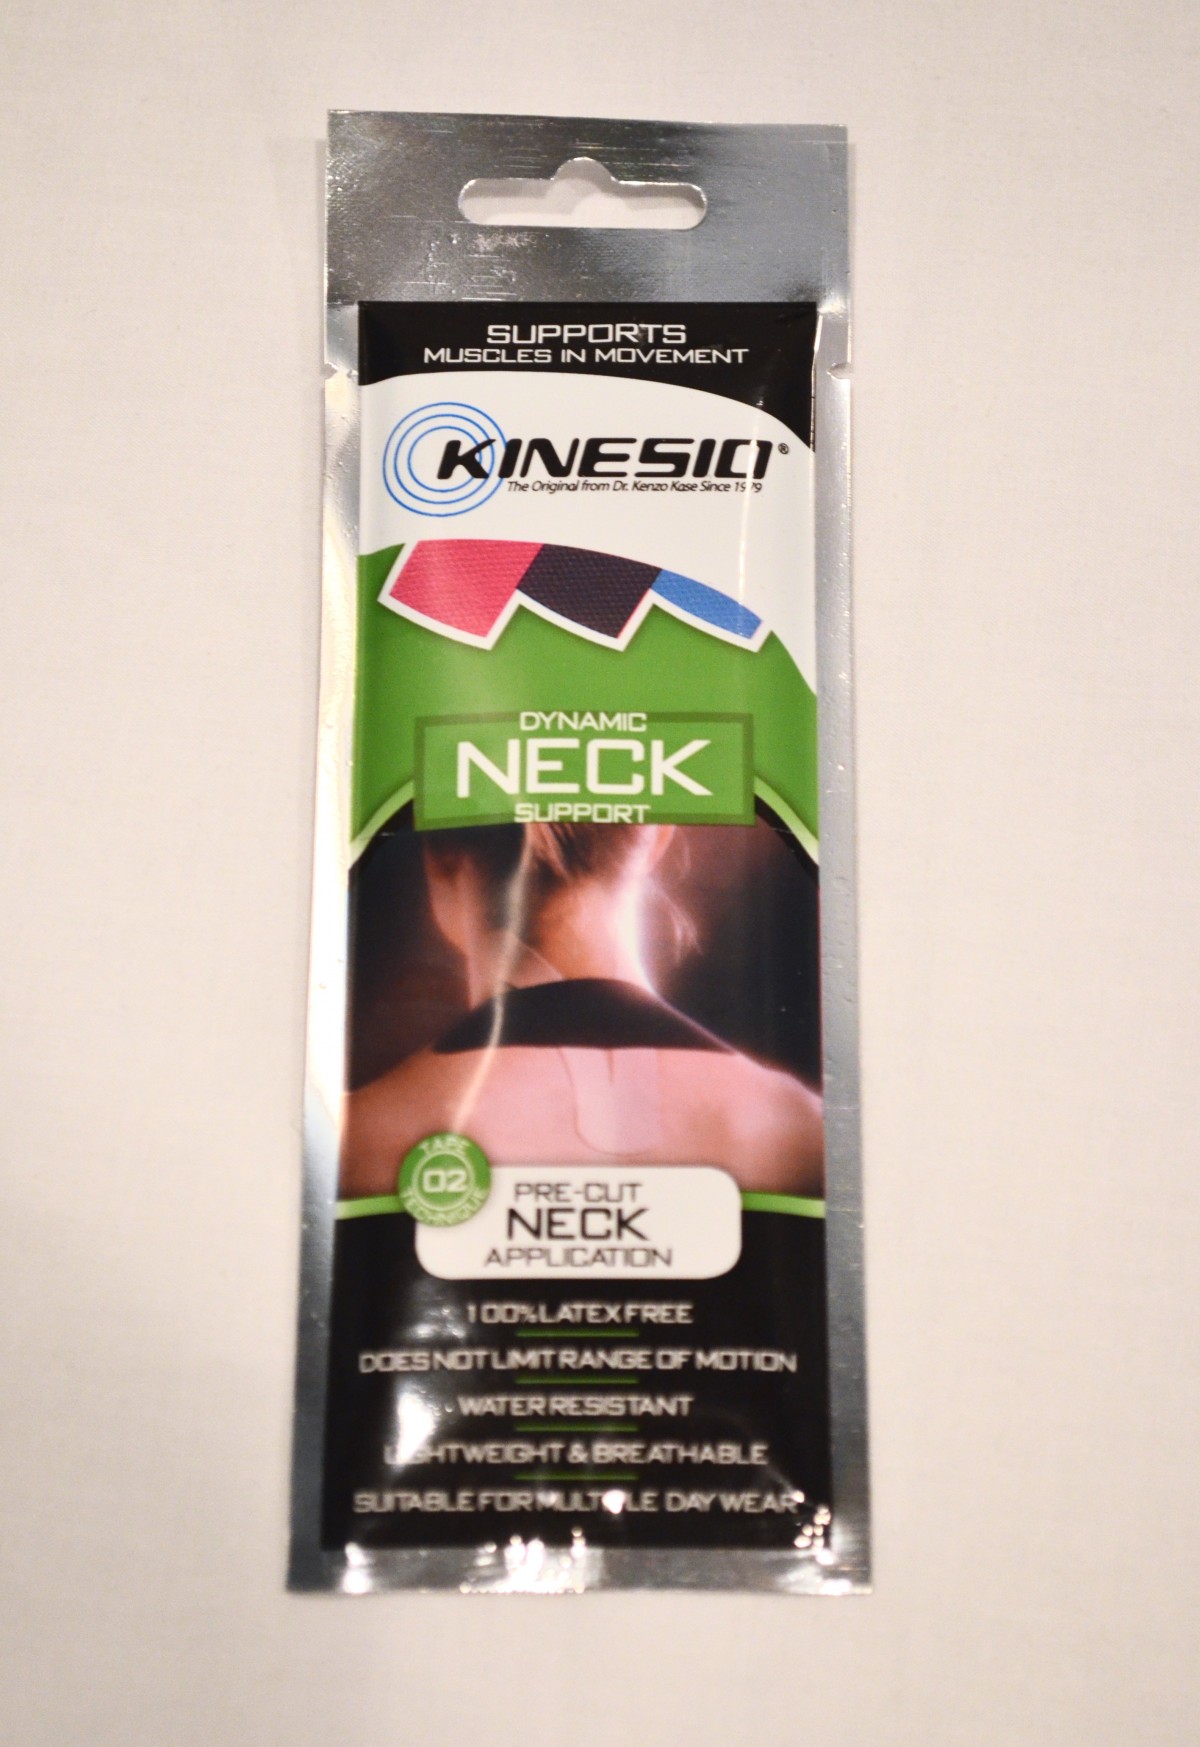 SUPPORTS
MUSCLES IN MOVEMENT
KINESIO®
The Original from Dr. Kenzo Kase Since 1979
DYNAMIC
NECK
SUPPORT
TAPE
02
TECHNIQUE
PRE-CUT
NECK
APPLICATION
100% LATEX FREE
DOES NOT LIMIT RANGE OF MOTION
WATER RESISTANT
LIGHTWEIGHT & BREATHABLE
SUITABLE FOR MULTIPLE DAY WEAR